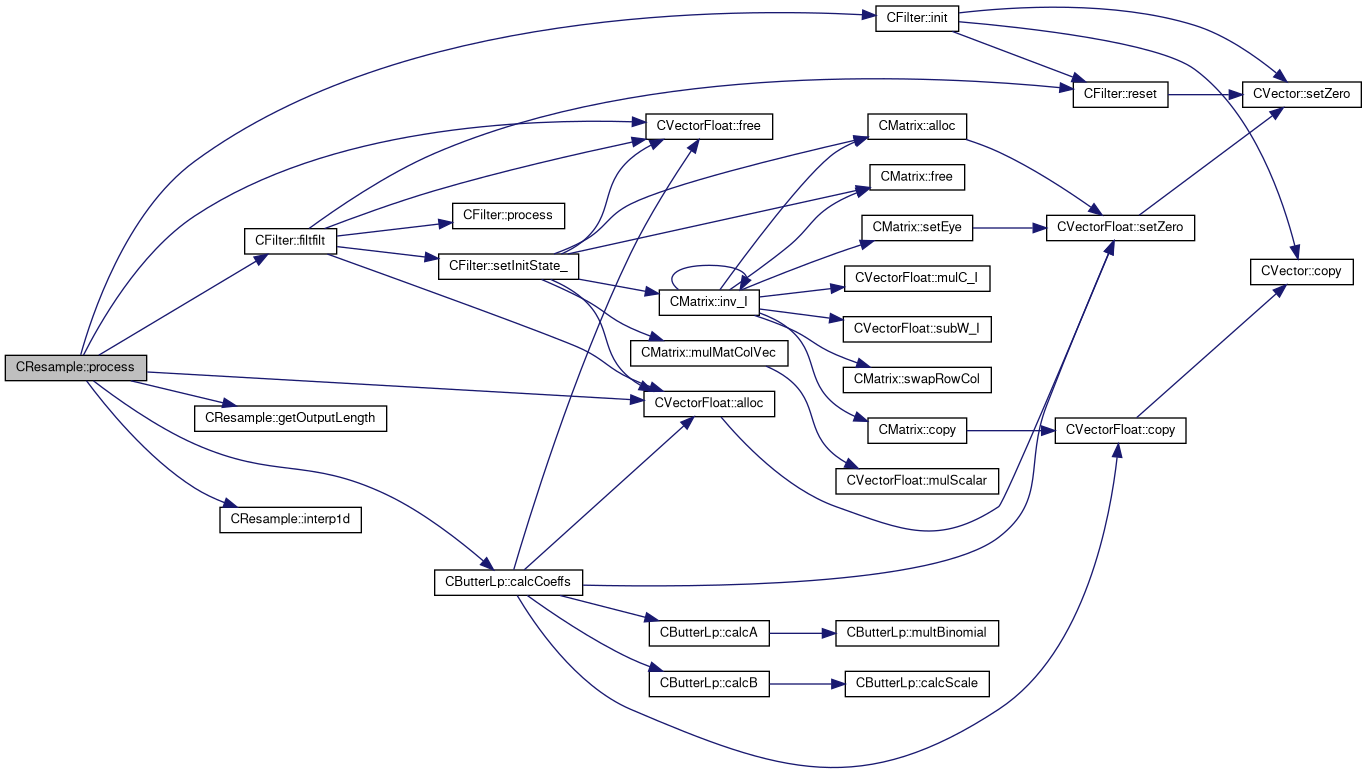 CFilter::init
CFilter::reset
CVector::setZero
CVectorFloat::free
CMatrix::alloc
CMatrix::free
CFilter::process
CMatrix::setEye
CVectorFloat::setZero
CFilter::filtfilt
CFilter::setInitState_
CVector::copy
CVectorFloat::mulC_I
CMatrix::inv_I
CVectorFloat::subW_I
CMatrix::mulMatColVec
CResample::process
CMatrix::swapRowCol
CVectorFloat::alloc
CResample::getOutputLength
CMatrix::copy
CVectorFloat::copy
CVectorFloat::mulScalar
CResample::interp1d
CButterLp::calcCoeffs
CButterLp::calcA
CButterLp::multBinomial
CButterLp::calcB
CButterLp::calcScale